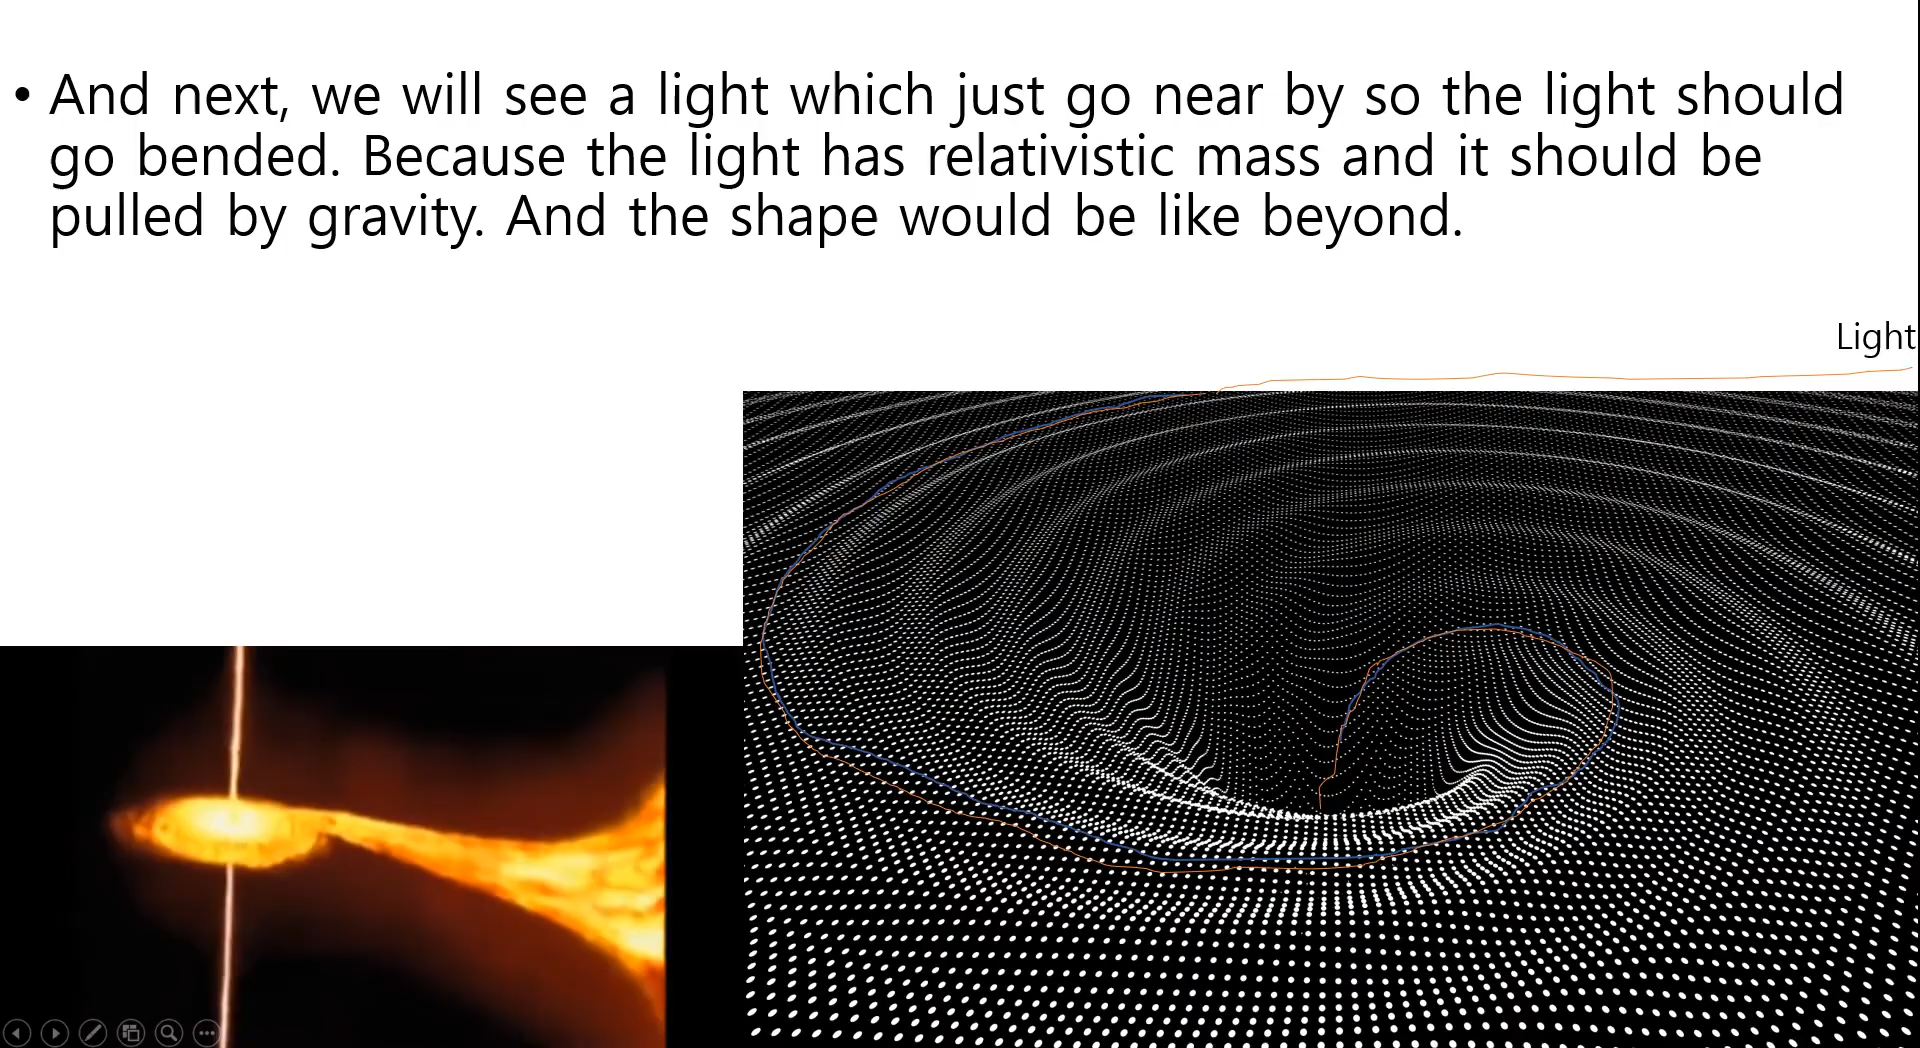 • And next, we will see a light which just go near by so the light should
go bended. Because the light has relativistic mass and it should be
pulled by gravity. And the shape would be like beyond.
Light